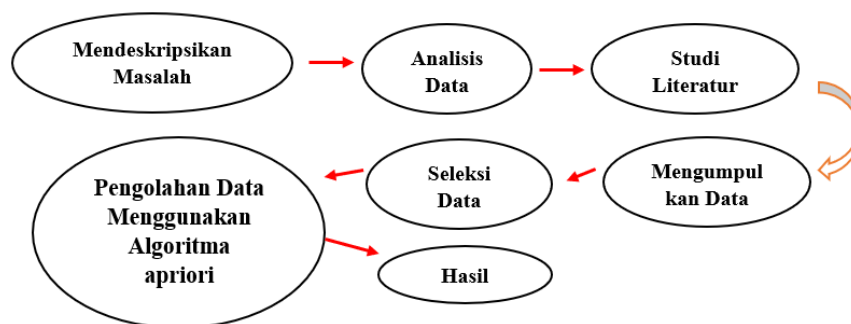 Mendeskripsikan
Masalah
Analisis
Data
Studi
Literatur
Mengumpul
kan Data
Seleksi
Data
Pengolahan Data
Menggunakan
Algoritma
apriori
Hasil